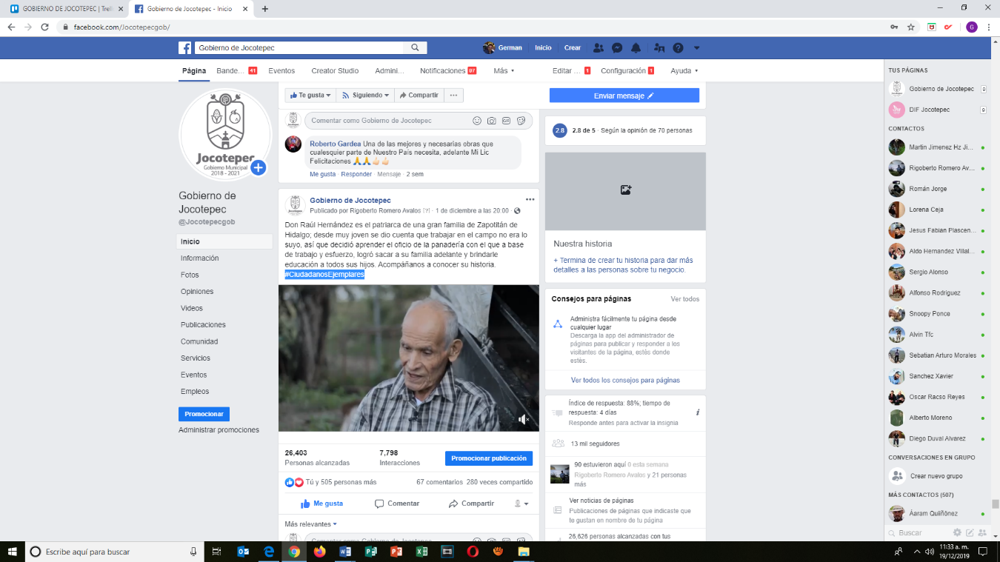 GOBIERNO DE JOCOTEPEC | Trell
Gobierno de Jocotepec - Inicio
facebook.com/Jocotepecgob/
G
Gobierno de Jocotepec
German
Inicio
Crear
Página
Bande... 41
Eventos
Creator Studio
Admini...
Notificaciones 97
Más
Editar ... 1
Configuración 1
Ayuda
Jocotepec
Gobierno Municipal
2018 - 2021
Gobierno de
Jocotepec
@Jocotepecgob
Inicio
Información
Fotos
Opiniones
Videos
Publicaciones
Comunidad
Servicios
Eventos
Empleos
Promocionar
Administrar promociones
Te gusta
Siguiendo
Compartir
Enviar mensaje
Comentar como Gobierno de Jocotepec
GIF
Roberto Gardea Una de las mejores y necesarias obras que
cualesquier parte de Nuestro País necesita, adelante Mi Lic
Felicitaciones 🙏🙏👍🏻👍🏻
Me gusta · Responder · Mensaje · 2 sem
Gobierno de Jocotepec
Publicado por Rigoberto Romero Avalos [?] · 1 de diciembre a las 20:00 ·
Don Raúl Hernández es el patriarca de una gran familia de Zapotitán de
Hidalgo; desde muy joven se dio cuenta que trabajar en el campo no era lo
suyo, así que decidió aprender el oficio de la panadería con el que a base
de trabajo y esfuerzo, logró sacar a su familia adelante y brindarle
educación a todos sus hijos. Acompáñanos a conocer su historia.
#CiudadanosEjemplares
26,403
Personas alcanzadas
7,798
Interacciones
Promocionar publicación
Tú y 505 personas más
67 comentarios 280 veces compartido
Me gusta
Comentar
Compartir
Más relevantes
Comentar como Gobierno de Jocotepec
2.8
2.8 de 5 · Según la opinión de 70 personas
Nuestra historia
+ Termina de crear tu historia para dar más
detalles a las personas sobre tu negocio.
Consejos para páginas
Ver todos
Administra fácilmente tu página desde
cualquier lugar
Descarga la app del administrador de
páginas para publicar y responder a los
visitantes de la página, estés donde
estés.
Ver todos los consejos para páginas
Índice de respuesta: 88%; tiempo de
respuesta: 4 días
Responde antes para activar la insignia
13 mil seguidores
90 estuvieron aquí 0 esta semana
Rigoberto Romero Avalos y 21 personas
más
Ver noticias de páginas
Publicaciones de páginas que indicaste que
te gustan en nombre de tu página
26,626 personas alcanzadas con tus
TUS PÁGINAS
Gobierno de Jocotepec 9
DIF Jocotepec 9
CONTACTOS
Martin Jimenez Hz Ji...
Rigoberto Romero Av...
Román Jorge
Lorena Ceja
Jesus Fabian Plascen...
Aldo Hernandez Villal...
Sergio Alonso
Alfonso Rodriguez
Snoopy Ponce
Alvin Tfc
Sebatian Arturo Morales
Sanchez Xavier
Oscar Racso Reyes
Alberto Moreno
Diego Duval Alvarez
CONVERSACIONES EN GRUPO
Crear nuevo grupo
MÁS CONTACTOS (507)
Äaram Quiiñönez
Buscar
Escribe aquí para buscar
11:33 a. m.
19/12/2019